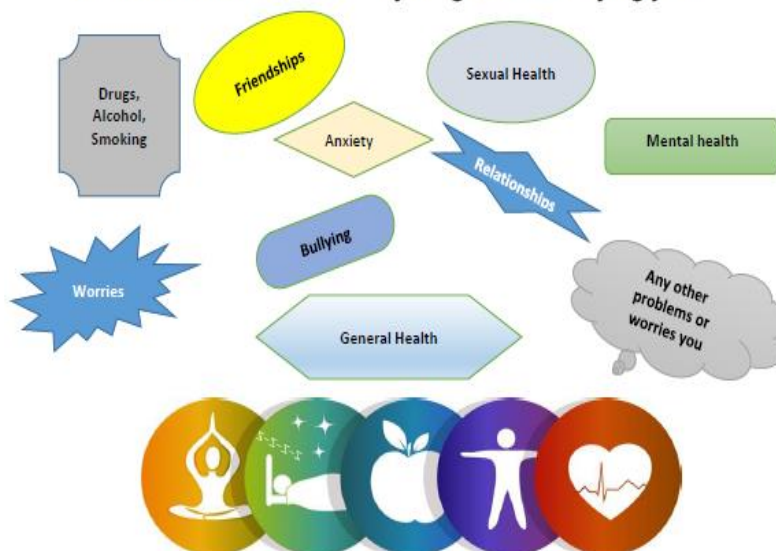 Drugs,
Alcohol,
Smoking
Friendships
Sexual Health
Anxiety
Relationships
Mental health
Bullying
Worries
Any other
problems or
worries you
General Health